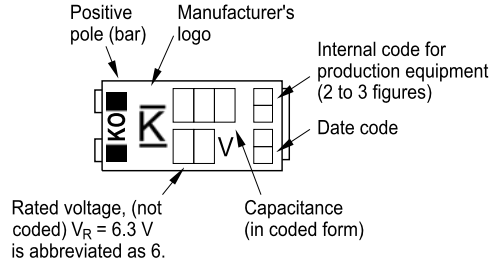 Positive
pole (bar)
Manufacturer's
logo
Internal code for
production equipment
(2 to 3 figures)
Date code
KO
K
V
Rated voltage, (not
coded) VR = 6.3 V
is abbreviated as 6.
Capacitance
(in coded form)